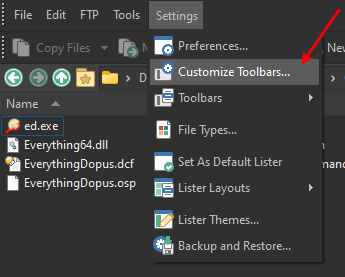 File Edit FTP Tools Settings
Copy Files
Preferences...
Customize Toolbars...
Toolbars
File Types...
Set As Default Lister
Lister Layouts
Lister Themes...
Backup and Restore...
D
Name
ed.exe
Everything64.dll
EverythingDopus.dcf
EverythingDopus.osp